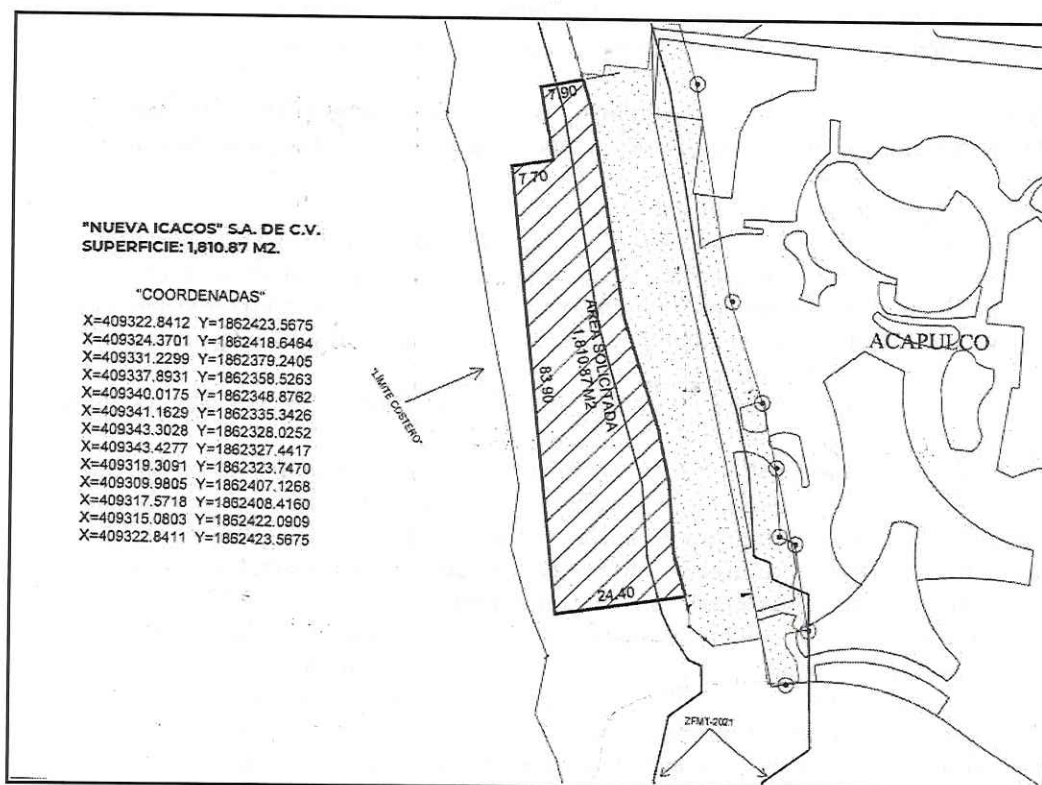 "NUEVA ICACOS" S.A. DE C.V.
SUPERFICIE: 1,810.87 M2.
"COORDENADAS"
X=409322.8412 Y=1862423.5675
X=409324.3701 Y=1862418.6464
X=409331.2299 Y=1862379.2405
X=409337.8931 Y=1862358.5263
X=409340.0175 Y=1862348.8762
X=409341.1629 Y=1862335.3426
X=409343.3028 Y=1862328.0252
X=409343.4277 Y=1862327.4417
X=409319.3091 Y=1862323.7470
X=409309.9805 Y=1862407.1268
X=409317.5718 Y=1862408.4160
X=409315.0803 Y=1862422.0909
X=409322.8411 Y=1862423.5675
"LIMITE COSTERO"
7.90
7.70
83.90
AREA SOLICITADA
1,810.87 M2
24.40
ACAPULCO
ZFMT-2021